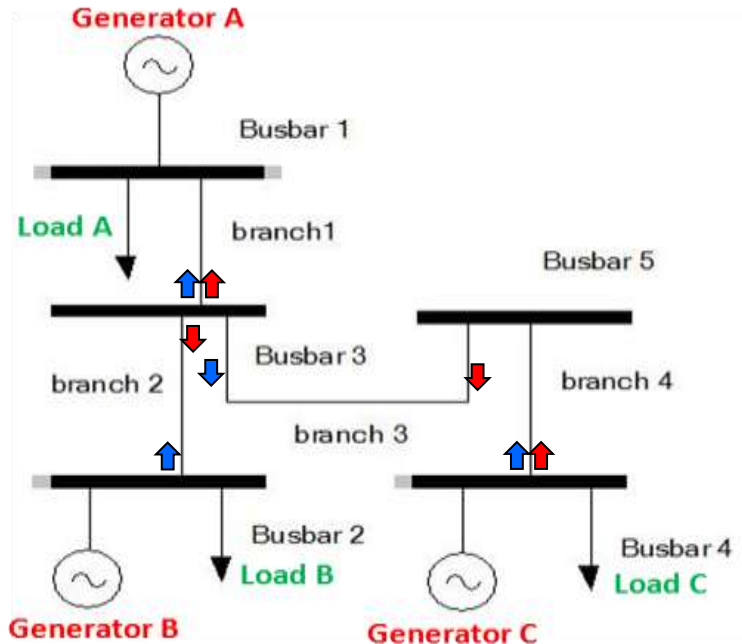 Generator A
Busbar 1
Load A
branch1
Busbar 5
Busbar 3
branch 2
branch 4
branch 3
Busbar 2
Load B
Busbar 4
Load C
Generator B
Generator C